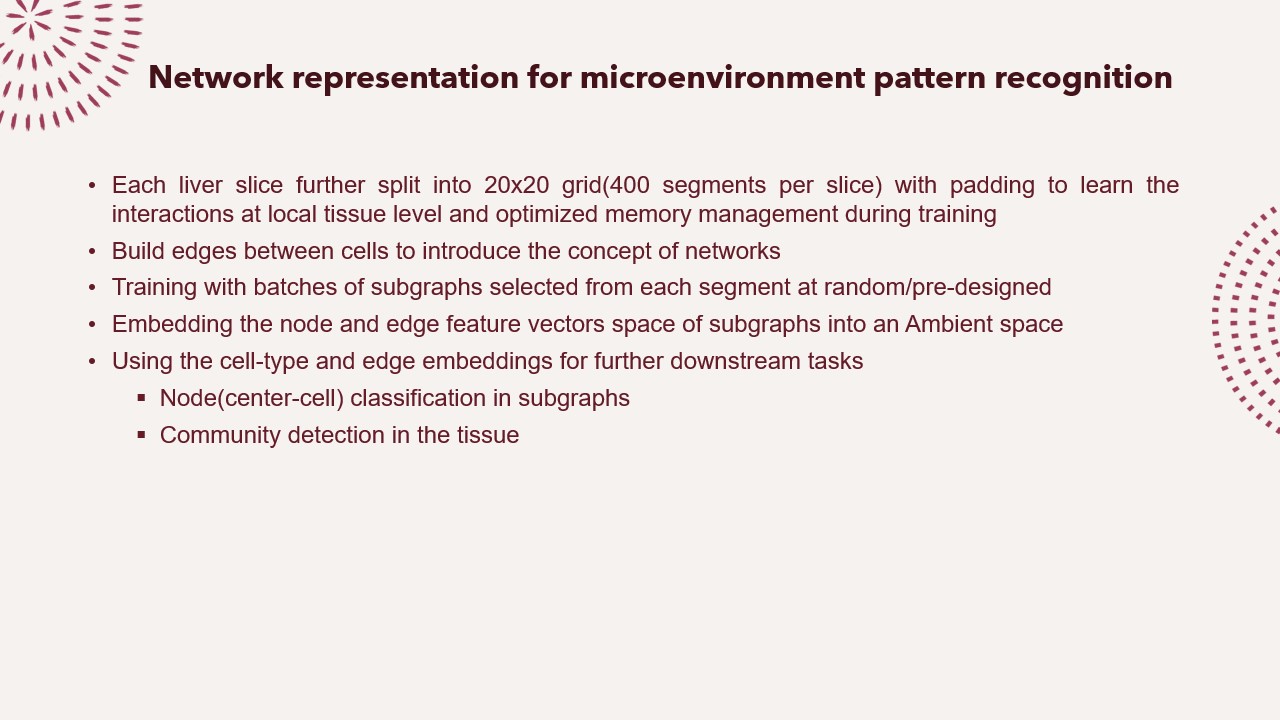 Network representation for microenvironment pattern recognition
• Each liver slice further split into 20x20 grid(400 segments per slice) with padding to learn the
interactions at local tissue level and optimized memory management during training
• Build edges between cells to introduce the concept of networks
• Training with batches of subgraphs selected from each segment at random/pre-designed
• Embedding the node and edge feature vectors space of subgraphs into an Ambient space
• Using the cell-type and edge embeddings for further downstream tasks
▪ Node(center-cell) classification in subgraphs
▪ Community detection in the tissue